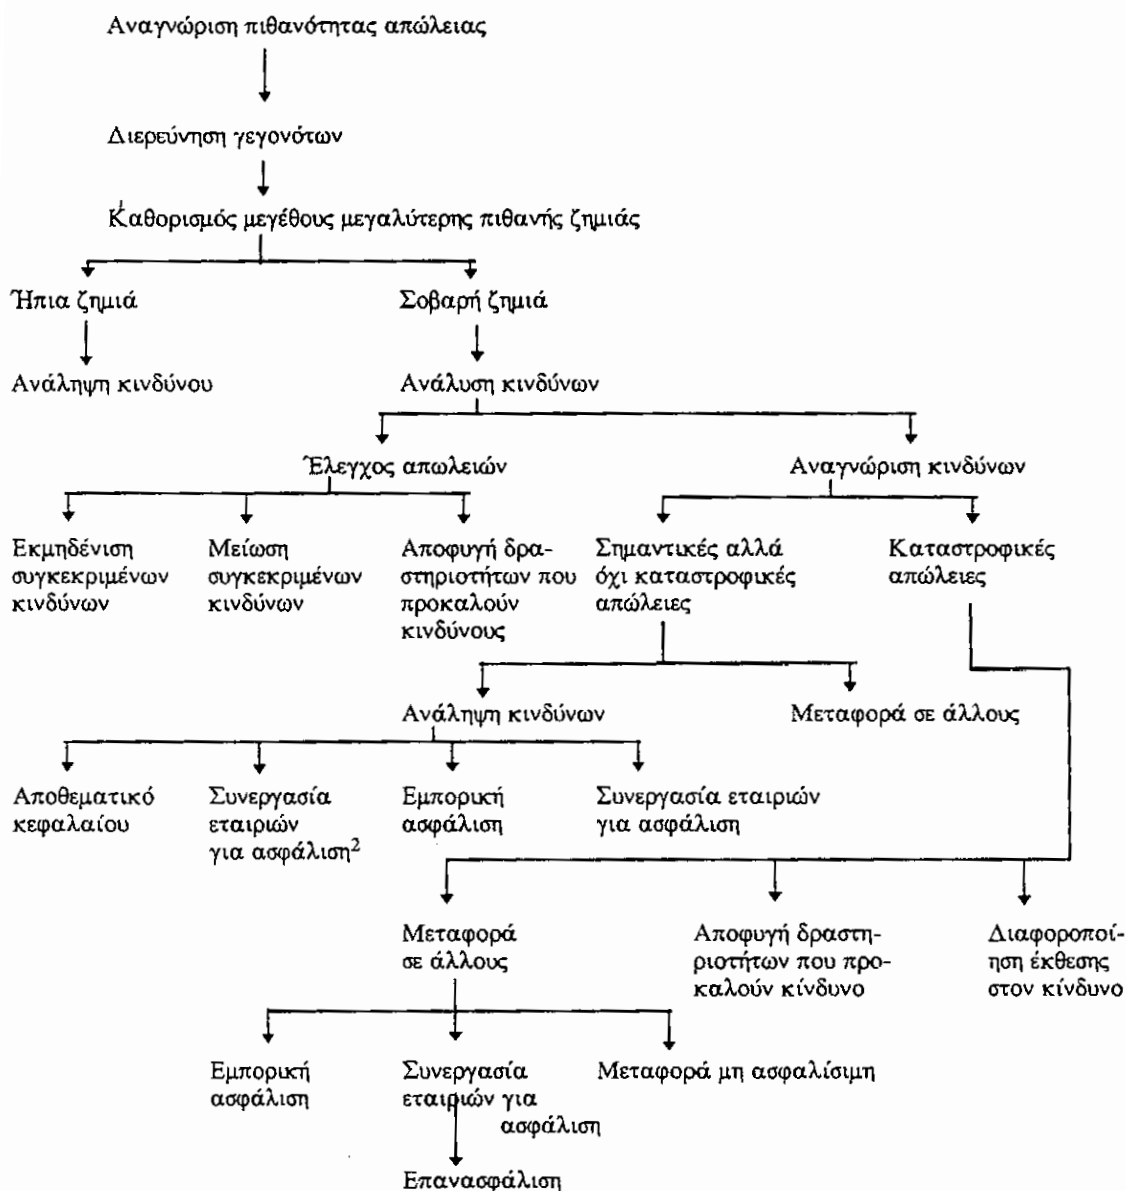 Αναγνώριση πιθανότητας απώλειας
Διερεύνηση γεγονότων
Καθορισμός μεγέθους μεγαλύτερης πιθανής ζημιάς
Ήπια ζημιά
Σοβαρή ζημιά
Ανάληψη κινδύνου
Ανάλυση κινδύνων
Έλεγχος απωλειών
Αναγνώριση κινδύνων
Εκμηδένιση
συγκεκριμένων
κινδύνων
Μείωση
συγκεκριμένων
κινδύνων
Αποφυγή δρα-
στηριοτήτων που
προκαλούν
κινδύνους
Σημαντικές αλλά
όχι καταστροφικές
απώλειες
Καταστροφικές
απώλειες
Ανάληψη κινδύνων
Μεταφορά σε άλλους
Αποθεματικό
κεφαλαίου
Συνεργασία
εταιριών
για ασφάλιση²
Εμπορική
ασφάλιση
Συνεργασία εταιριών
για ασφάλιση
Μεταφορά
σε άλλους
Αποφυγή δραστη-
ριοτήτων που προ-
καλούν κίνδυνο
Διαφοροποί-
ηση έκθεσης
στον κίνδυνο
Εμπορική
ασφάλιση
Συνεργασία
εταιριών για
ασφάλιση
Μεταφορά μη ασφαλίσιμη
Επανασφάλιση